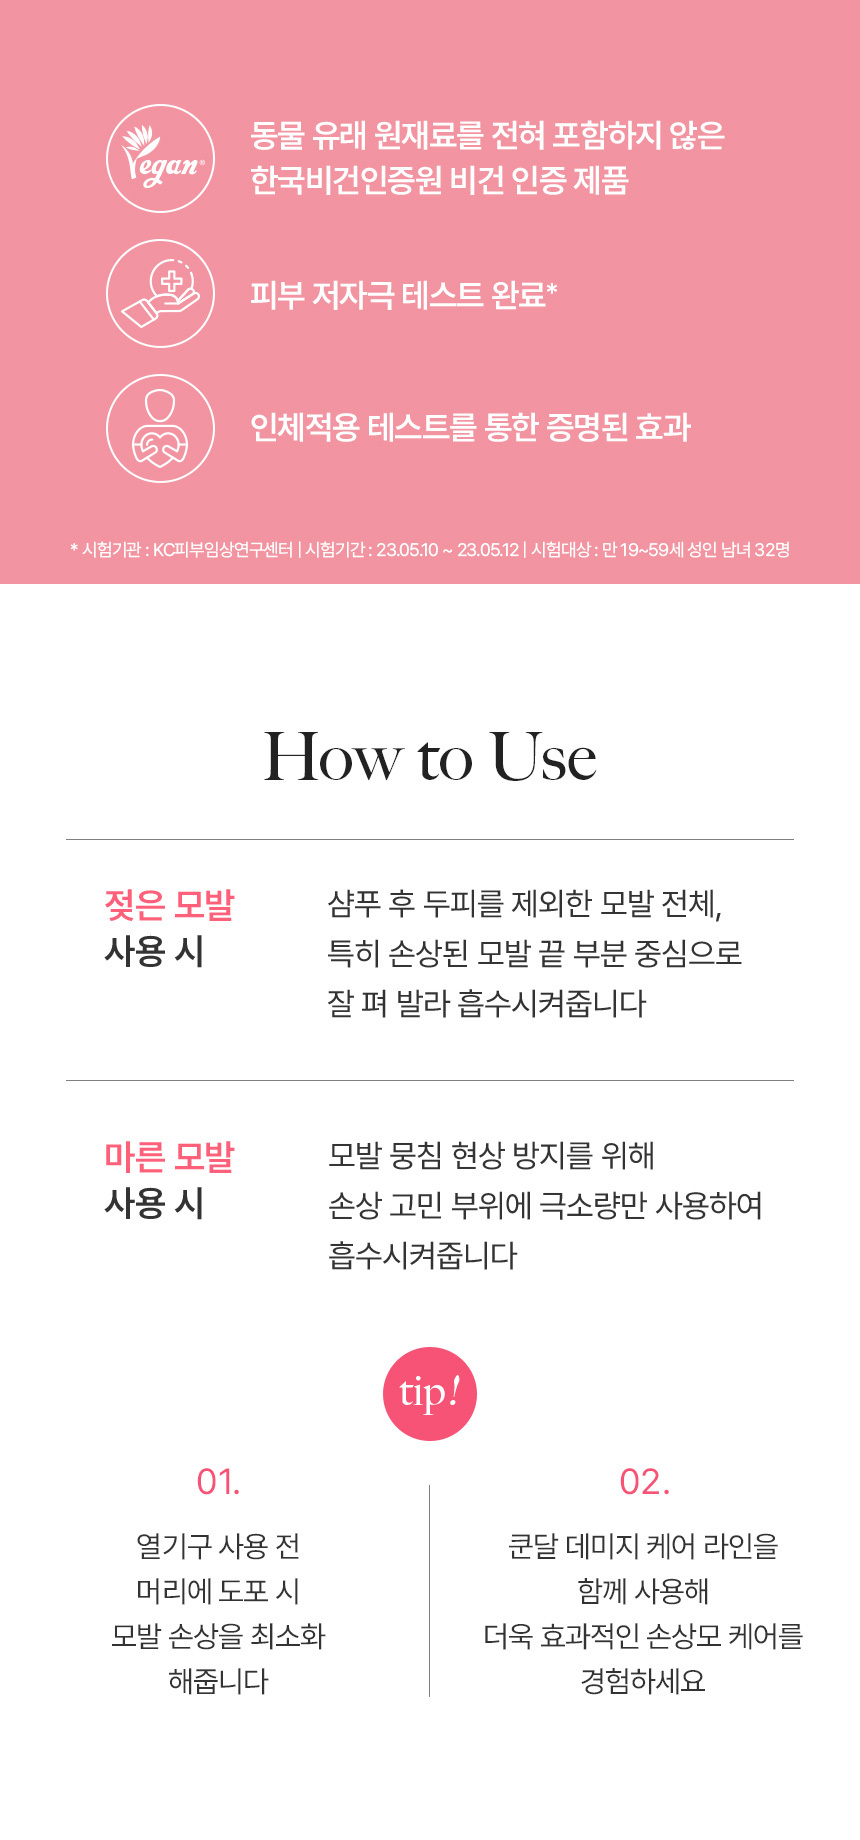 Vegan®
동물 유래 원재료를 전혀 포함하지 않은
한국비건인증원 비건 인증 제품
피부 저자극 테스트 완료*
인체적용 테스트를 통한 증명된 효과
* 시험기관 : KC피부임상연구센터 | 시험기간 : 23.05.10 ~ 23.05.12 | 시험대상 : 만 19~59세 성인 남녀 32명
How to Use
젖은 모발
사용 시
샴푸 후 두피를 제외한 모발 전체,
특히 손상된 모발 끝 부분 중심으로
잘 펴 발라 흡수시켜줍니다
마른 모발
사용 시
모발 뭉침 현상 방지를 위해
손상 고민 부위에 극소량만 사용하여
흡수시켜줍니다
tip!
01.
열기구 사용 전
머리에 도포 시
모발 손상을 최소화
해줍니다
02.
쿤달 데미지 케어 라인을
함께 사용해
더욱 효과적인 손상모 케어를
경험하세요